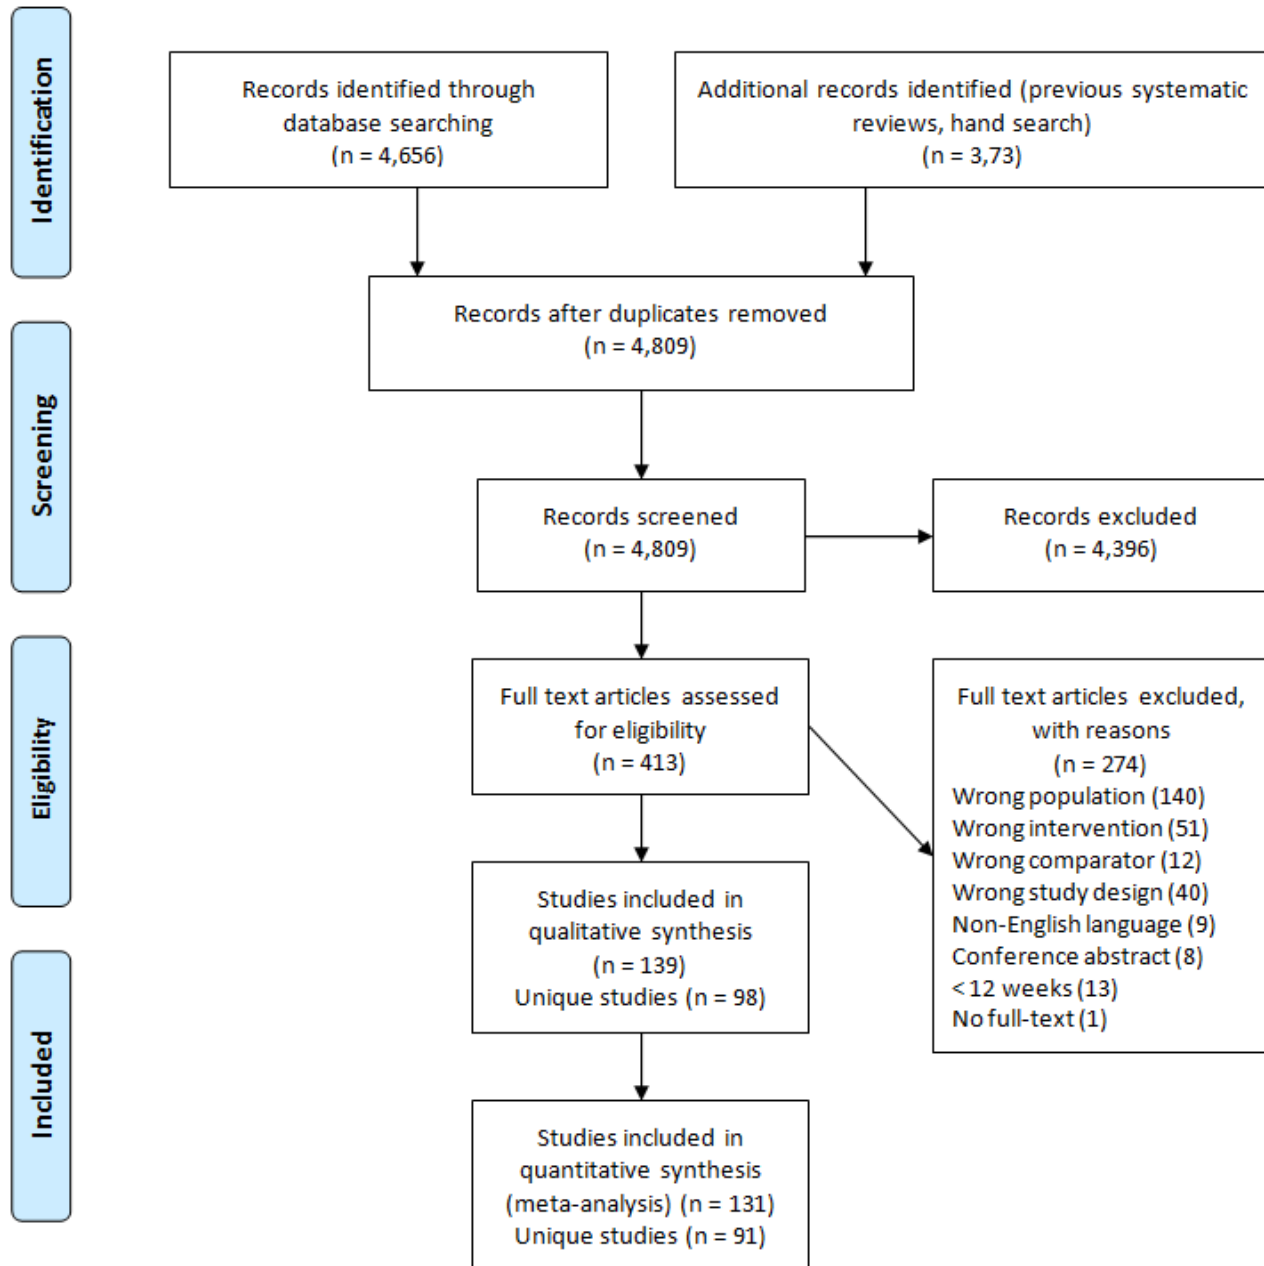 Identification
Records identified through
database searching
(n = 4,656)
Additional records identified (previous systematic
reviews, hand search)
(n = 3,73)
Records after duplicates removed
(n = 4,809)
Screening
Records screened
(n = 4,809)
Records excluded
(n = 4,396)
Eligibility
Full text articles assessed
for eligibility
(n = 413)
Full text articles excluded,
with reasons
(n = 274)
Wrong population (140)
Wrong intervention (51)
Wrong comparator (12)
Wrong study design (40)
Non-English language (9)
Conference abstract (8)
< 12 weeks (13)
No full-text (1)
Studies included in
qualitative synthesis
(n = 139)
Unique studies (n = 98)
Included
Studies included in
quantitative synthesis
(meta-analysis) (n = 131)
Unique studies (n = 91)